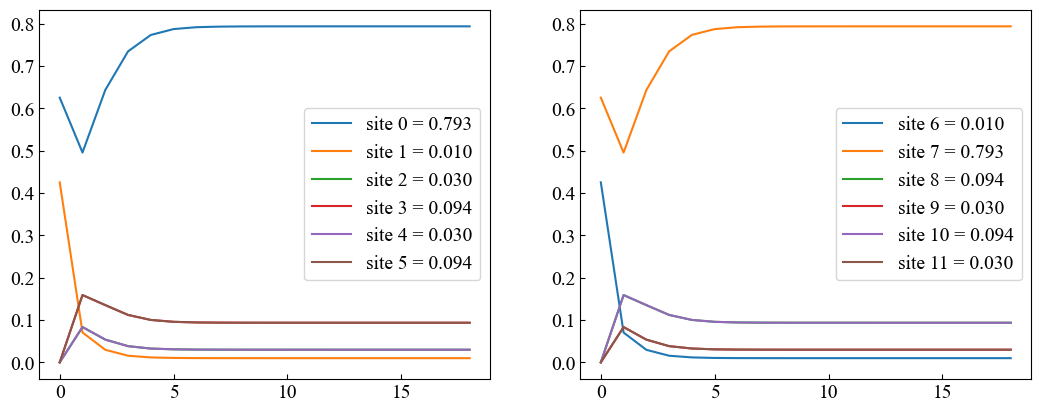 0.8
0.7
0.6
0.5
0.4
0.3
0.2
0.1
0.0
0
5
10
15
site 0 = 0.793
site 1 = 0.010
site 2 = 0.030
site 3 = 0.094
site 4 = 0.030
site 5 = 0.094
0.8
0.7
0.6
0.5
0.4
0.3
0.2
0.1
0.0
0
5
10
15
site 6 = 0.010
site 7 = 0.793
site 8 = 0.094
site 9 = 0.030
site 10 = 0.094
site 11 = 0.030